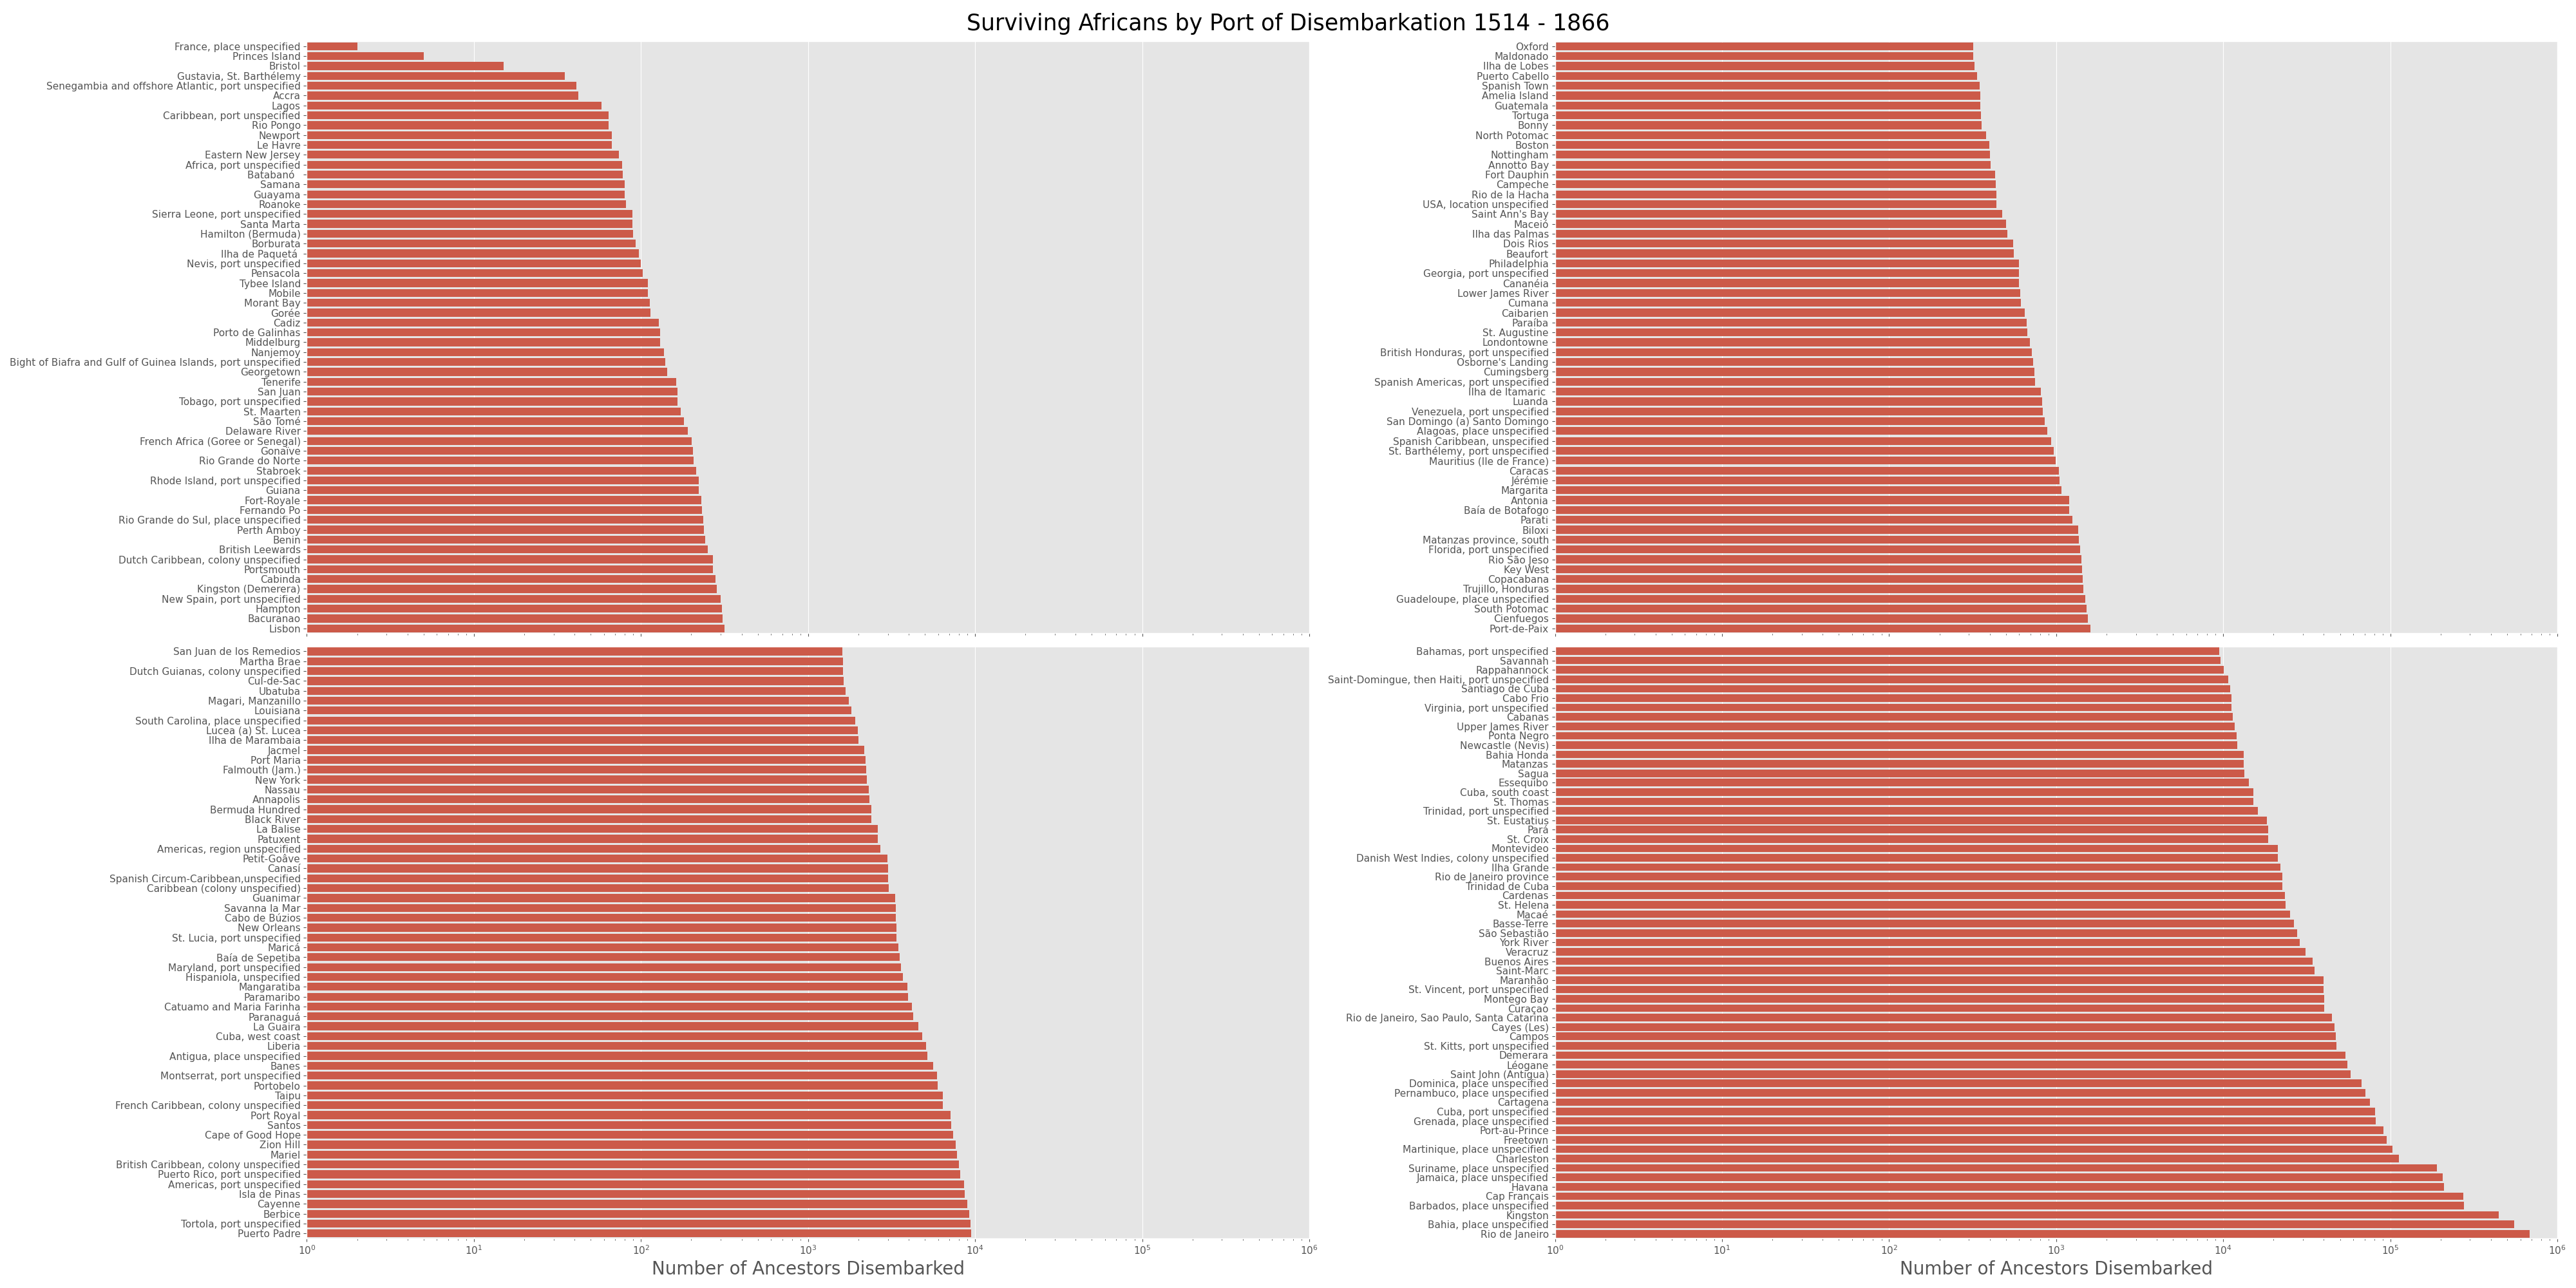 Surviving Africans by Port of Disembarkation 1514 - 1866
France, place unspecified
Princes Island
Bristol
Gustavia, St. Barthélemy
Senegambia and offshore Atlantic, port unspecified
Accra
Lagos
Caribbean, port unspecified
Rio Pongo
Newport
Le Havre
Eastern New Jersey
Africa, port unspecified
Batabanó
Samana
Guayama
Roanoke
Sierra Leone, port unspecified
Santa Marta
Hamilton (Bermuda)
Borburata
Ilha de Paquetá
Nevis, port unspecified
Pensacola
Tybee Island
Mobile
Morant Bay
Gorée
Cadiz
Porto de Galinhas
Middelburg
Nanjemoy
Bight of Biafra and Gulf of Guinea Islands, port unspecified
Georgetown
Tenerife
San Juan
Tobago, port unspecified
St. Maarten
São Tomé
Delaware River
French Africa (Goree or Senegal)
Gonaïve
Rio Grande do Norte
Stabroek
Rhode Island, port unspecified
Guiana
Fort-Royale
Fernando Po
Rio Grande do Sul, place unspecified
Perth Amboy
Benin
British Leewards
Dutch Caribbean, colony unspecified
Portsmouth
Cabinda
Kingston (Demerera)
New Spain, port unspecified
Hampton
Bacuranao
Lisbon
Oxford
Maldonado
Ilha de Lobes
Puerto Cabello
Spanish Town
Amelia Island
Guatemala
Tortuga
Bonny
North Potomac
Boston
Nottingham
Annotto Bay
Fort Dauphin
Campeche
Rio de la Hacha
USA, location unspecified
Saint Ann's Bay
Maceió
Ilha das Palmas
Dois Rios
Beaufort
Philadelphia
Georgia, port unspecified
Cananéia
Lower James River
Cumana
Caibarien
Paraíba
St. Augustine
Londontowne
British Honduras, port unspecified
Osborne's Landing
Cumingsberg
Spanish Americas, port unspecified
Ilha de Itamaric
Luanda
Venezuela, port unspecified
San Domingo (a) Santo Domingo
Alagoas, place unspecified
Spanish Caribbean, unspecified
St. Barthélemy, port unspecified
Mauritius (Ile de France)
Caracas
Jérémie
Margarita
Antonia
Baía de Botafogo
Parati
Biloxi
Matanzas province, south
Florida, port unspecified
Rio São Jeso
Key West
Copacabana
Trujillo, Honduras
Guadeloupe, place unspecified
South Potomac
Cienfuegos
Port-de-Paix
San Juan de los Remedios
Martha Brae
Dutch Guianas, colony unspecified
Cul-de-Sac
Ubatuba
Magari, Manzanillo
Louisiana
South Carolina, place unspecified
Lucea (a) St. Lucea
Ilha de Marambaia
Jacmel
Port Maria
Falmouth (Jam.)
New York
Nassau
Annapolis
Bermuda Hundred
Black River
La Balise
Patuxent
Americas, region unspecified
Petit-Goâve
Canasí
Spanish Circum-Caribbean,unspecified
Caribbean (colony unspecified)
Guanimar
Savanna la Mar
Cabo de Búzios
New Orleans
St. Lucia, port unspecified
Maricá
Baía de Sepetiba
Maryland, port unspecified
Hispaniola, unspecified
Mangaratiba
Paramaribo
Catuamo and Maria Farinha
Paranaguá
La Guaira
Cuba, west coast
Liberia
Antigua, place unspecified
Banes
Montserrat, port unspecified
Portobelo
Taipu
French Caribbean, colony unspecified
Port Royal
Santos
Cape of Good Hope
Zion Hill
Mariel
British Caribbean, colony unspecified
Puerto Rico, port unspecified
Americas, port unspecified
Isla de Pinas
Cayenne
Berbice
Tortola, port unspecified
Puerto Padre
10⁰ 10¹ 10² 10³ 10⁴ 10⁵ 10⁶
Number of Ancestors Disembarked
Bahamas, port unspecified
Savannah
Rappahannock
Saint-Domingue, then Haiti, port unspecified
Santiago de Cuba
Cabo Frio
Virginia, port unspecified
Cabanas
Upper James River
Ponta Negro
Newcastle (Nevis)
Bahia Honda
Matanzas
Sagua
Essequibo
Cuba, south coast
St. Thomas
Trinidad, port unspecified
St. Eustatius
Pará
St. Croix
Montevideo
Danish West Indies, colony unspecified
Ilha Grande
Rio de Janeiro province
Trinidad de Cuba
Cardenas
St. Helena
Macaé
Basse-Terre
São Sebastião
York River
Veracruz
Buenos Aires
Saint-Marc
Maranhão
St. Vincent, port unspecified
Montego Bay
Curaçao
Rio de Janeiro, Sao Paulo, Santa Catarina
Cayes (Les)
Campos
St. Kitts, port unspecified
Demerara
Léogane
Saint John (Antigua)
Dominica, place unspecified
Pernambuco, place unspecified
Cartagena
Cuba, port unspecified
Grenada, place unspecified
Port-au-Prince
Freetown
Martinique, place unspecified
Charleston
Suriname, place unspecified
Jamaica, place unspecified
Havana
Cap Français
Barbados, place unspecified
Kingston
Bahia, place unspecified
Rio de Janeiro
10⁰ 10¹ 10² 10³ 10⁴ 10⁵ 10⁶
Number of Ancestors Disembarked